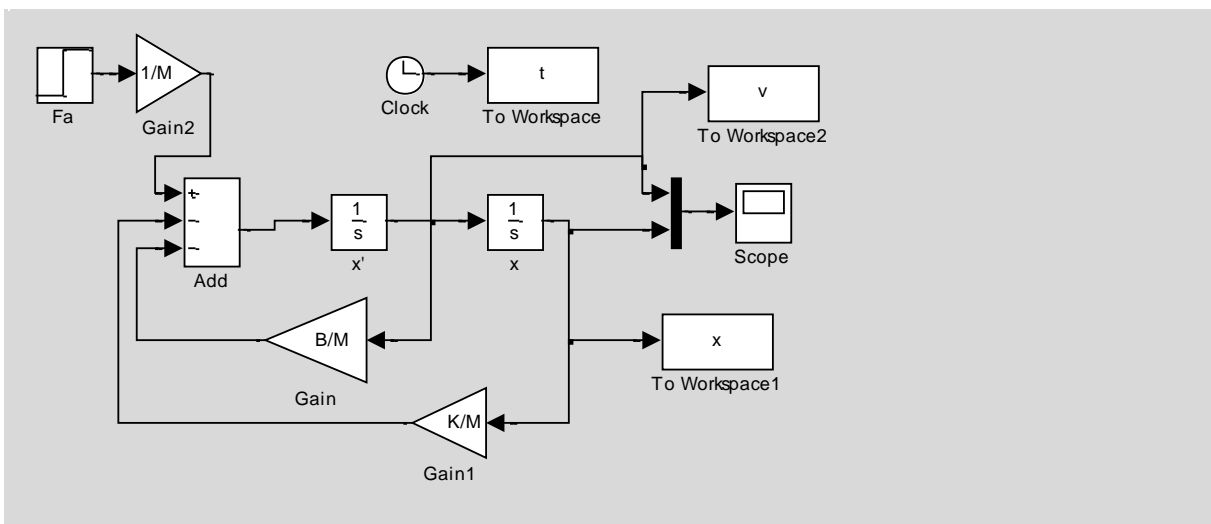 1/M
Fa
Gain2
Clock
t
To Workspace
v
To Workspace2
+
−
−
Add
1
s
x'
1
s
x
Scope
B/M
Gain
x
To Workspace1
K/M
Gain1